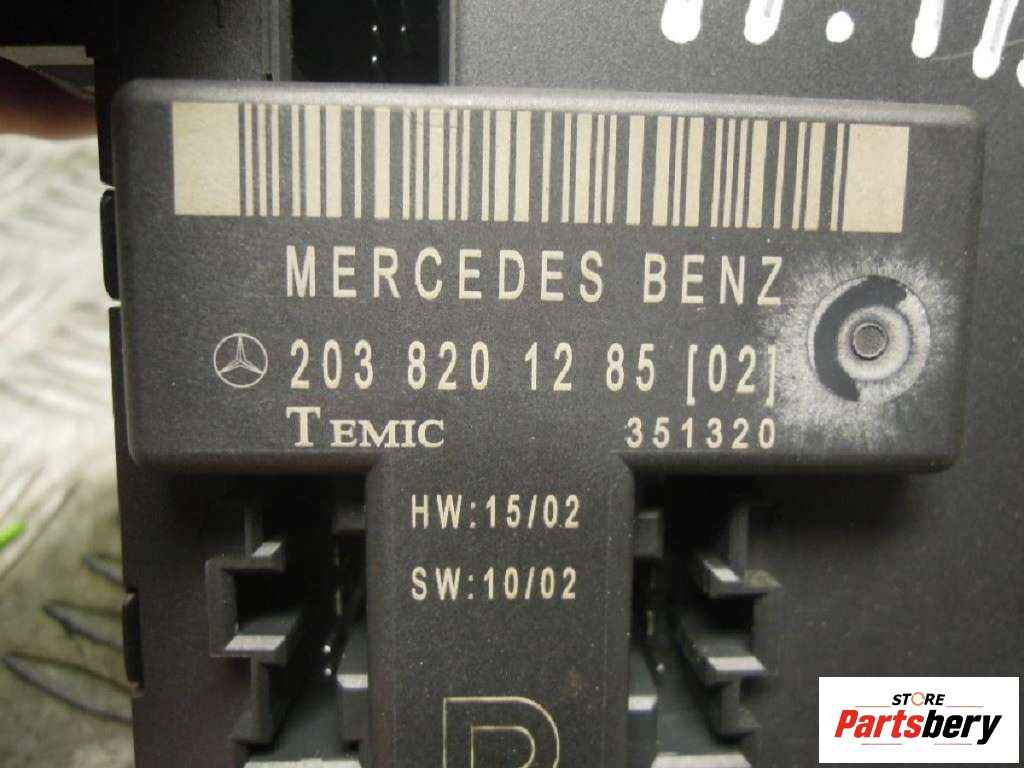 MERCEDES BENZ
203 820 12 85 [02]
TEMIC 351320
HW:15/02
SW:10/02
STORE
Partsbery